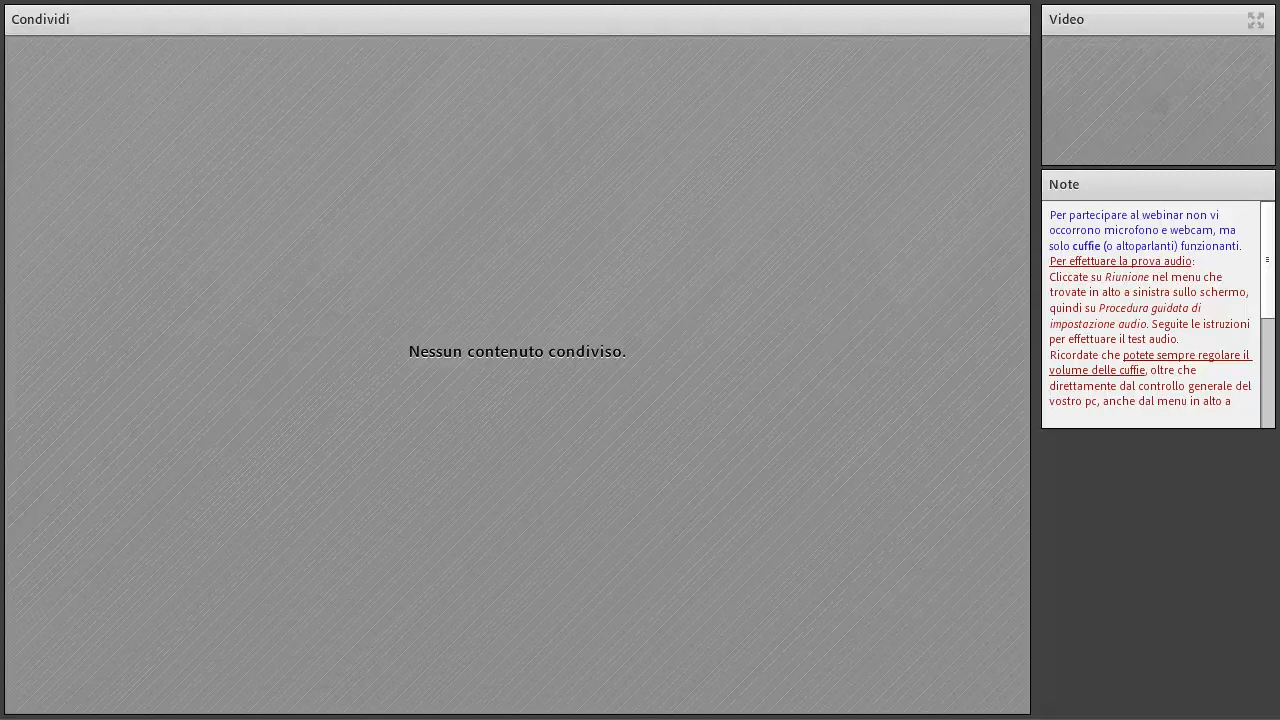 Condividi
Nessun contenuto condiviso.
Video
Note
Per partecipare al webinar non vi
occorrono microfono e webcam, ma
solo cuffie (o altoparlanti) funzionanti.
Per effettuare la prova audio:
Cliccate su Riunione nel menu che
trovate in alto a sinistra sullo schermo,
quindi su Procedura guidata di
impostazione audio. Seguite le istruzioni
per effettuare il test audio.
Ricordate che potete sempre regolare il
volume delle cuffie, oltre che
direttamente dal controllo generale del
vostro pc, anche dal menu in alto a